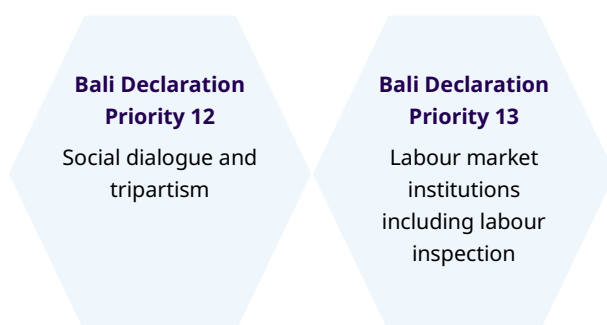 Bali Declaration
Priority 12
Social dialogue and
tripartism
Bali Declaration
Priority 13
Labour market
institutions
including labour
inspection